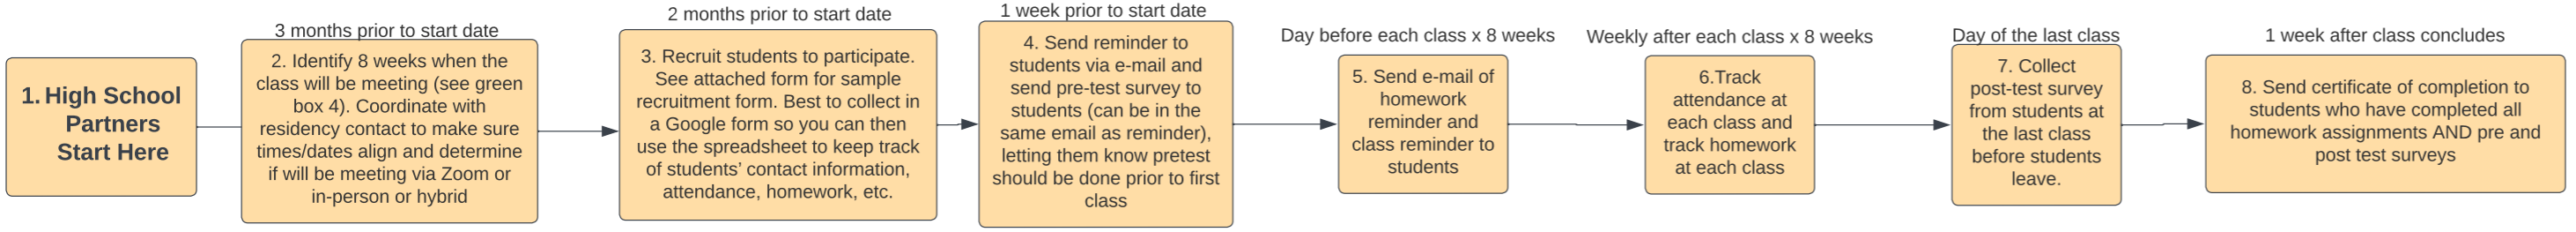 1. High School
Partners
Start Here
3 months prior to start date
2. Identify 8 weeks when the
class will be meeting (see green
box 4). Coordinate with
residency contact to make sure
times/dates align and determine
if will be meeting via Zoom or
in-person or hybrid
2 months prior to start date
3. Recruit students to participate.
See attached form for sample
recruitment form. Best to collect in
a Google form so you can then
use the spreadsheet to keep track
of students’ contact information,
attendance, homework, etc.
1 week prior to start date
4. Send reminder to
students via e-mail and
send pre-test survey to
students (can be in the
same email as reminder),
letting them know pretest
should be done prior to first
class
Day before each class x 8 weeks
5. Send e-mail of
homework
reminder and
class reminder to
students
Weekly after each class x 8 weeks
6.Track
attendance at
each class and
track homework
at each class
Day of the last class
7. Collect
post-test survey
from students at
the last class
before students
leave.
1 week after class concludes
8. Send certificate of completion to
students who have completed all
homework assignments AND pre and
post test surveys